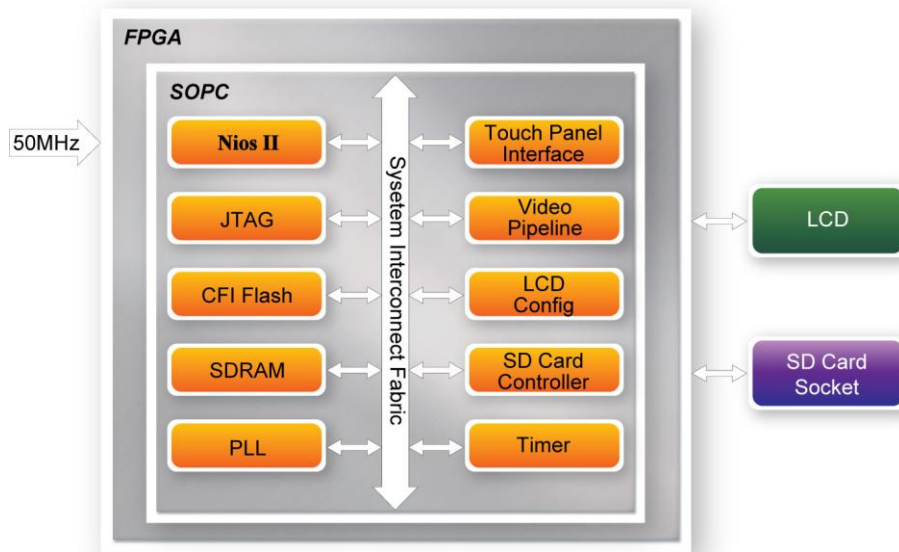 FPGA
SOPC
50MHz
Nios II
JTAG
CFI Flash
SDRAM
PLL
Sysetem Interconnect Fabric
Touch Panel
Interface
Video
Pipeline
LCD
Config
SD Card
Controller
Timer
LCD
SD Card
Socket